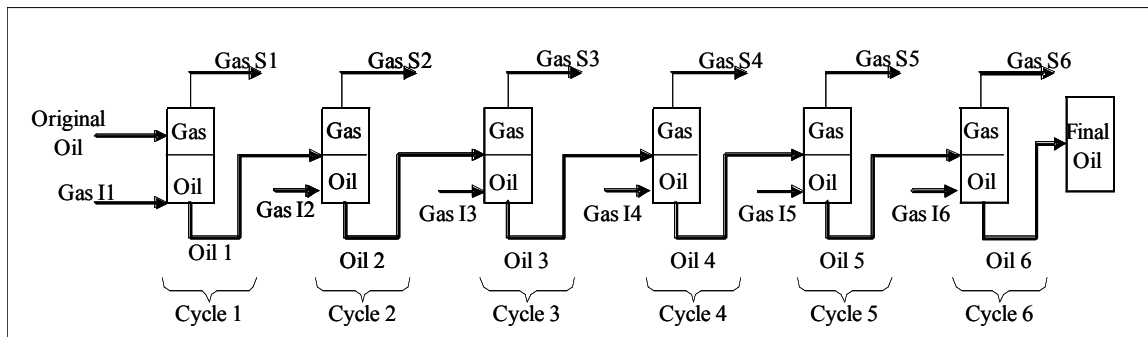 Gas S1
Gas S2
Gas S3
Gas S4
Gas S5
Gas S6
Original
Oil
Gas
Gas
Gas
Gas
Gas
Gas
Final
Oil
Oil
Oil
Oil
Oil
Oil
Oil
Gas I1
Gas I2
Gas I3
Gas I4
Gas I5
Gas I6
Oil 1
Oil 2
Oil 3
Oil 4
Oil 5
Oil 6
Cycle 1
Cycle 2
Cycle 3
Cycle 4
Cycle 5
Cycle 6